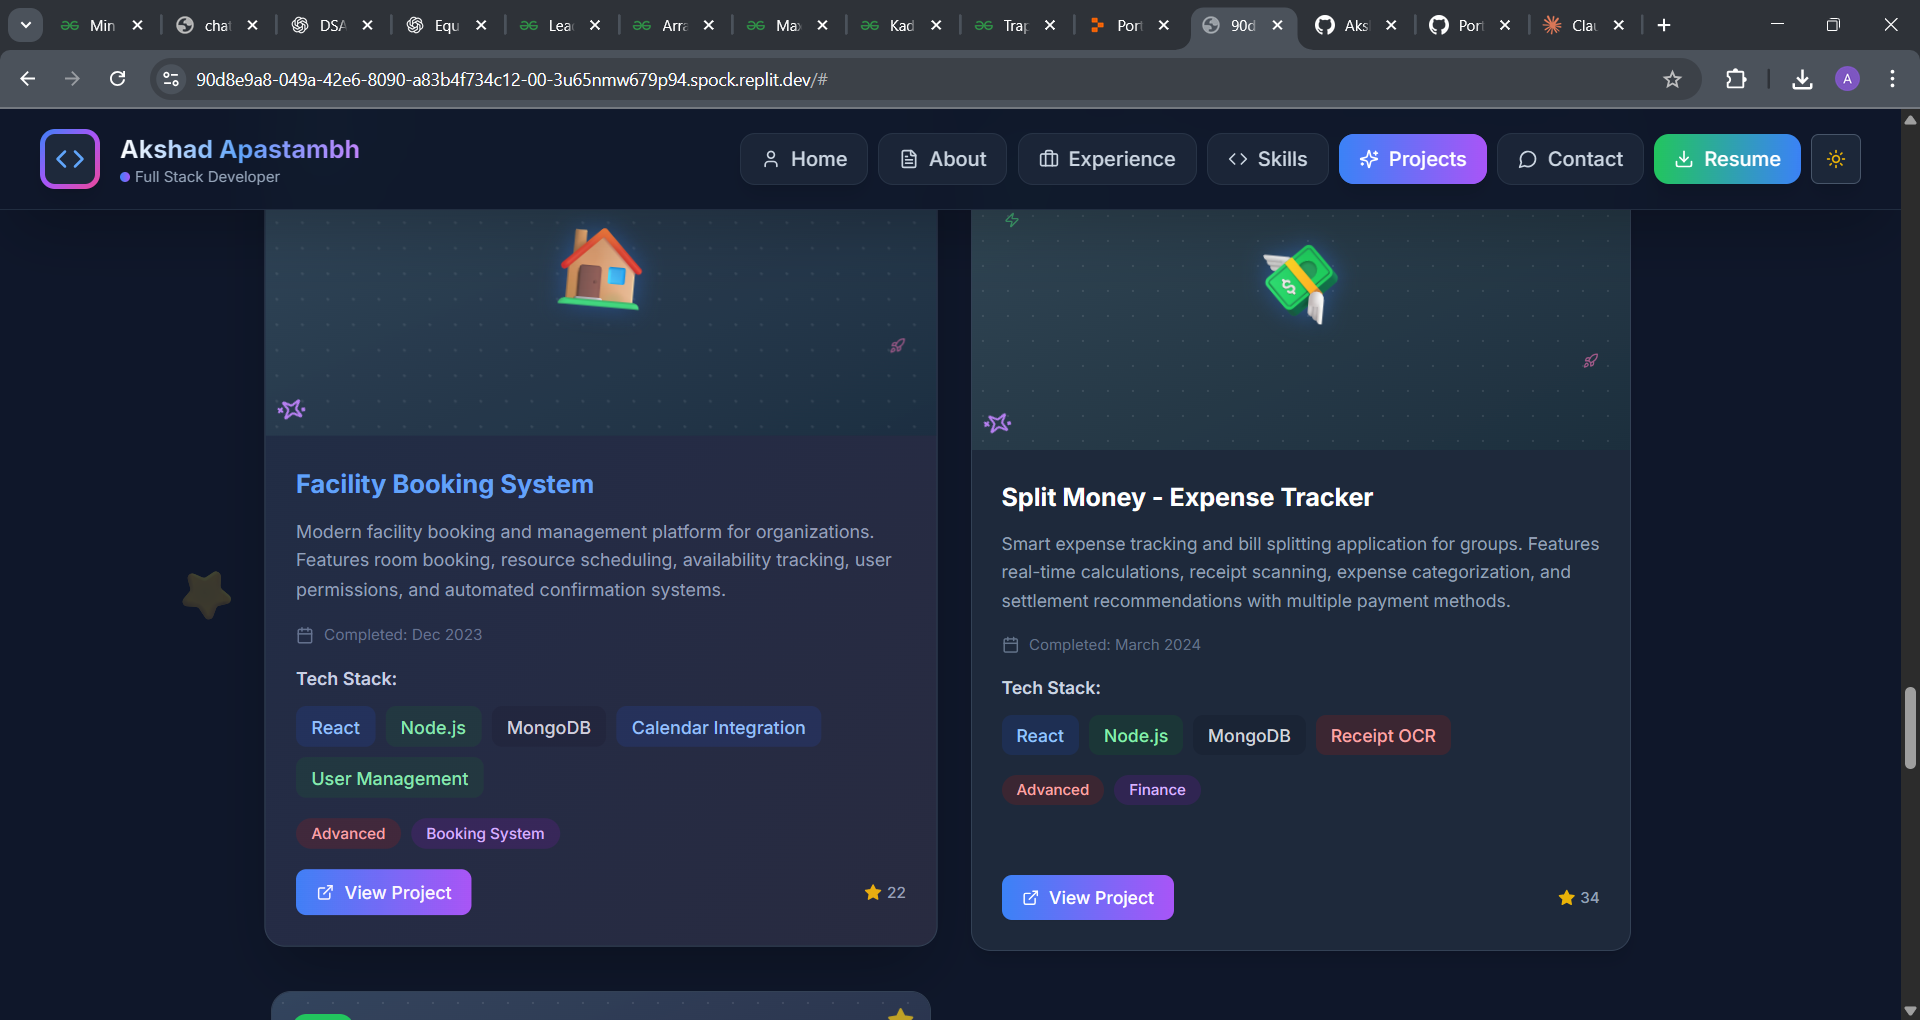 Min
chat
DSA
Equ
Lea
Arra
Max
Kad
Trap
Port
90d
Aks
Port
Clau
90d8e9a8-049a-42e6-8090-a83b4f734c12-00-3u65nmw679p94.spock.replit.dev/#
A
Akshad Apastambh
Full Stack Developer
Home
About
Experience
Skills
Projects
Contact
Resume
Facility Booking System
Modern facility booking and management platform for organizations.
Features room booking, resource scheduling, availability tracking, user
permissions, and automated confirmation systems.
Completed: Dec 2023
Tech Stack:
React Node.js MongoDB Calendar Integration
User Management
Advanced Booking System
View Project
22
Split Money - Expense Tracker
Smart expense tracking and bill splitting application for groups. Features
real-time calculations, receipt scanning, expense categorization, and
settlement recommendations with multiple payment methods.
Completed: March 2024
Tech Stack:
React Node.js MongoDB Receipt OCR
Advanced Finance
View Project
34